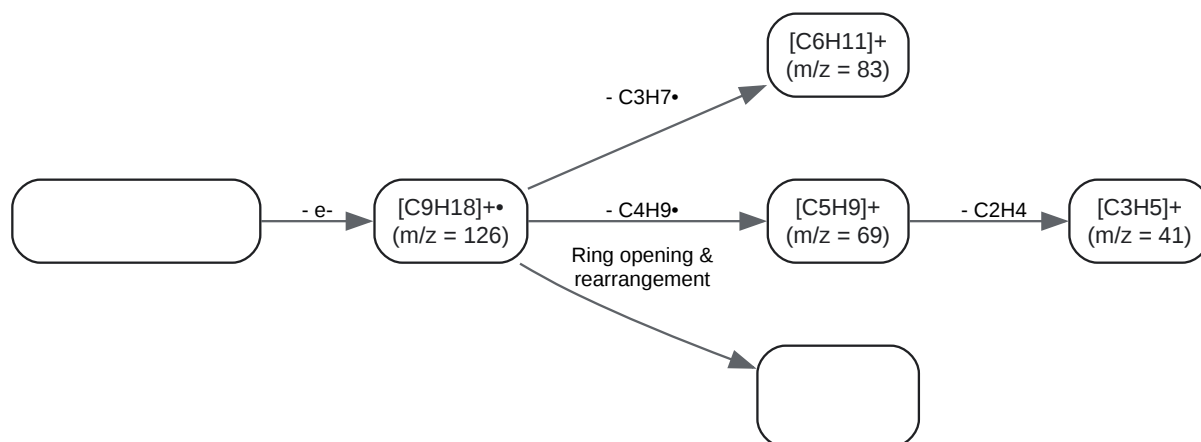 [C6H11]+
(m/z = 83)
- C3H7•
- e-
[C9H18]+•
(m/z = 126)
- C4H9•
[C5H9]+
(m/z = 69)
- C2H4
[C3H5]+
(m/z = 41)
Ring opening &
rearrangement